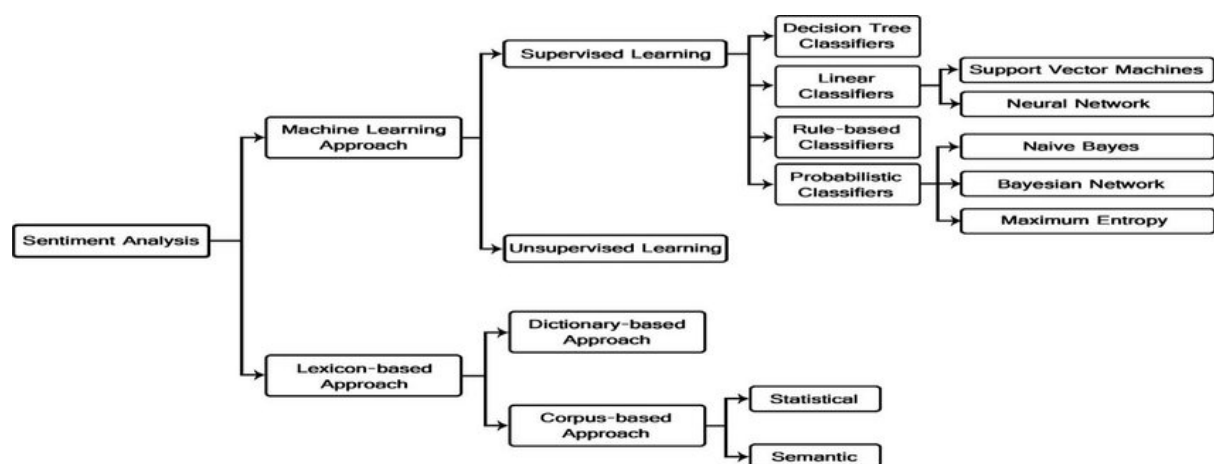 Decision Tree
Classifiers
Supervised Learning
Linear
Classifiers
Support Vector Machines
Neural Network
Machine Learning
Approach
Rule-based
Classifiers
Naive Bayes
Probabilistic
Classifiers
Bayesian Network
Maximum Entropy
Sentiment Analysis
Unsupervised Learning
Dictionary-based
Approach
Lexicon-based
Approach
Statistical
Corpus-based
Approach
Semantic